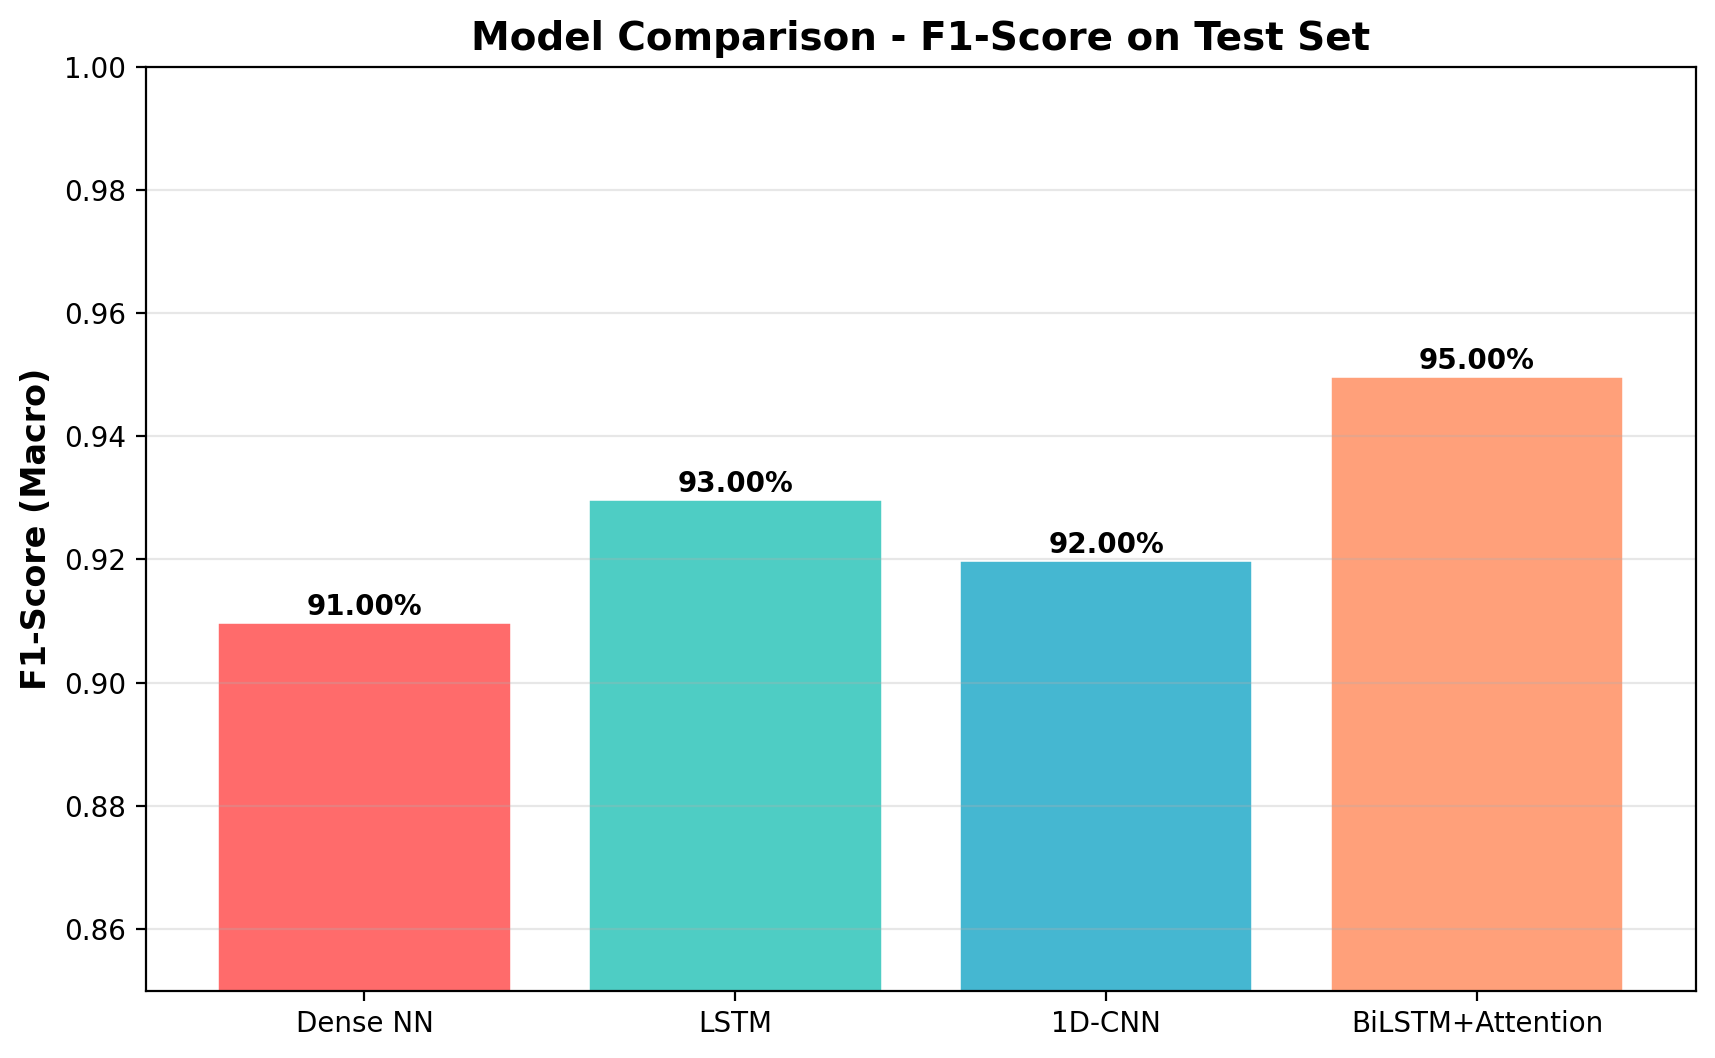 Model Comparison - F1-Score on Test Set
F1-Score (Macro)
1.00
0.98
0.96
0.94
0.92
0.90
0.88
0.86
91.00%
93.00%
92.00%
95.00%
Dense NN
LSTM
1D-CNN
BiLSTM+Attention